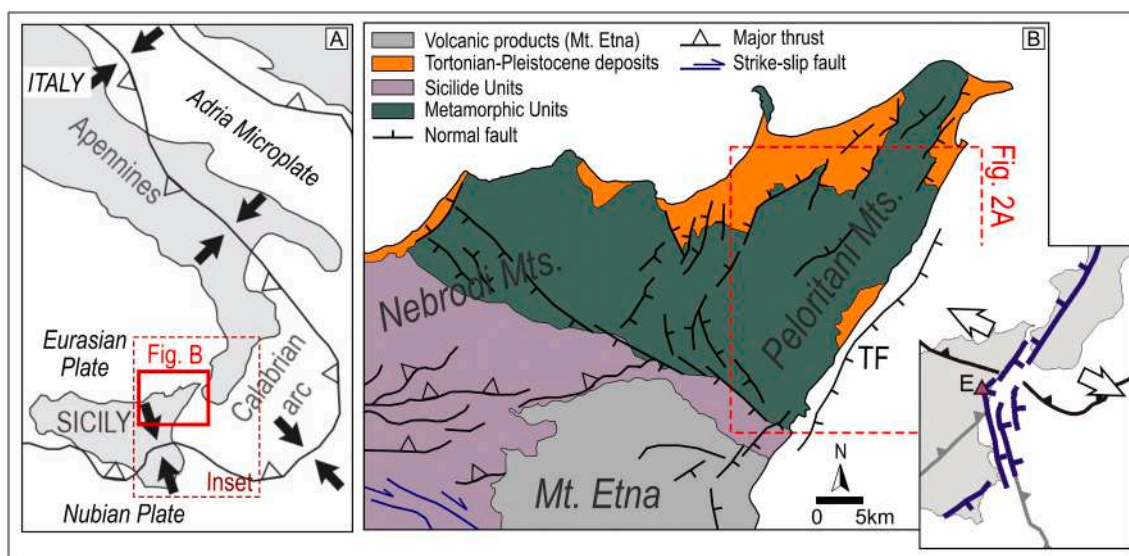 A
ITALY
Adria Microplate
Apennines
Eurasian
Plate
Fig. B
Calabrian
arc
SICILY
Inset
Nubian Plate
B
Volcanic products (Mt. Etna)
Tortonian-Pleistocene deposits
Sicilide Units
Metamorphic Units
Normal fault
Major thrust
Strike-slip fault
Fig. 2A
Nebrodi Mts.
Peloritani Mts.
TF
Mt. Etna
N
0 5km
E